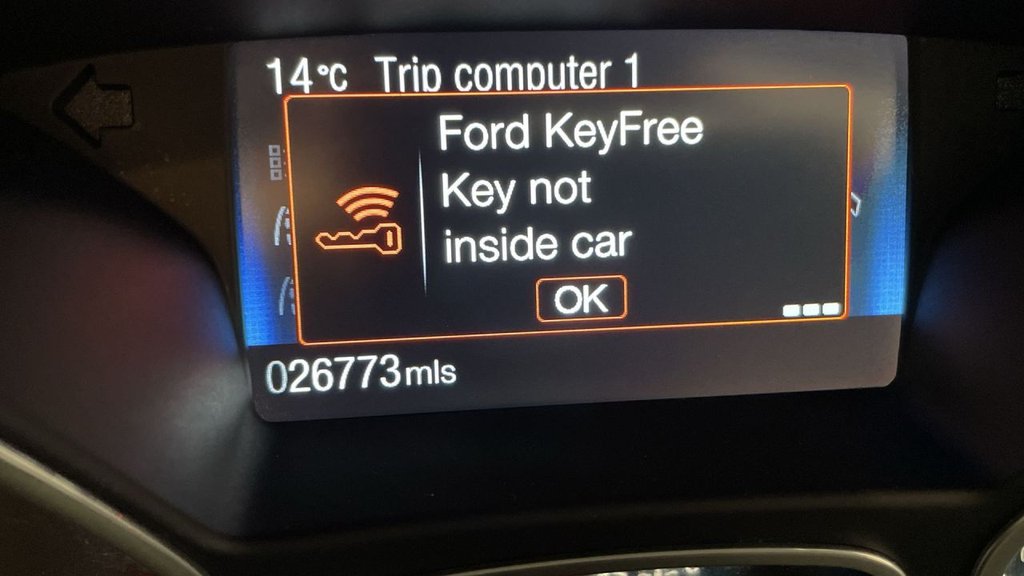 14°C Trip computer 1
Ford KeyFree
Key not
inside car
OK
026773mls